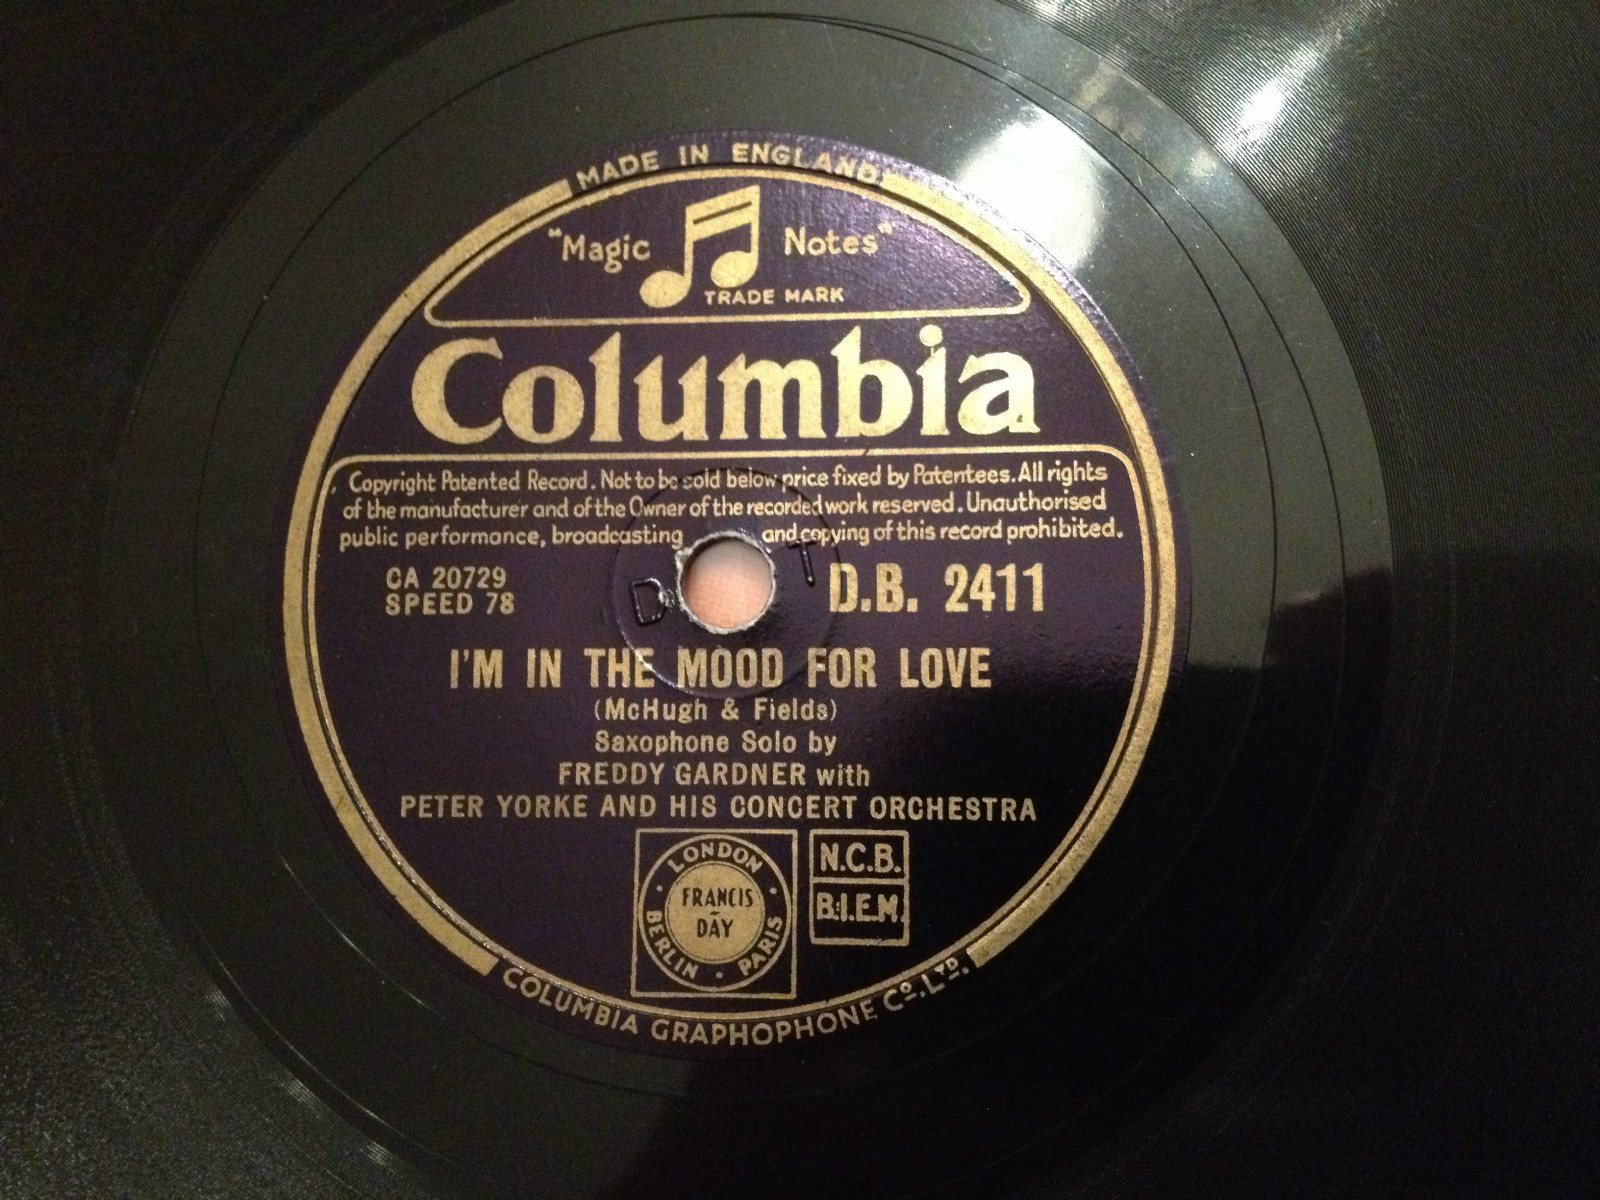 MADE IN ENGLAND.
"Magic Notes"
TRADE MARK
Columbia
Copyright Patented Record. Not to be sold below price fixed by Patentees. All rights
of the manufacturer and of the Owner of the recorded work reserved. Unauthorised
public performance, broadcasting and copying of this record prohibited.
CA 20729
SPEED 78
D.B. 2411
D T
I'M IN THE MOOD FOR LOVE
(McHugh & Fields)
Saxophone Solo by
FREDDY GARDNER with
PETER YORKE AND HIS CONCERT ORCHESTRA
LONDON
FRANCIS
DAY
BERLIN · PARIS
N.C.B.
B.I.E.M.
COLUMBIA GRAPHOPHONE Co. LTD.